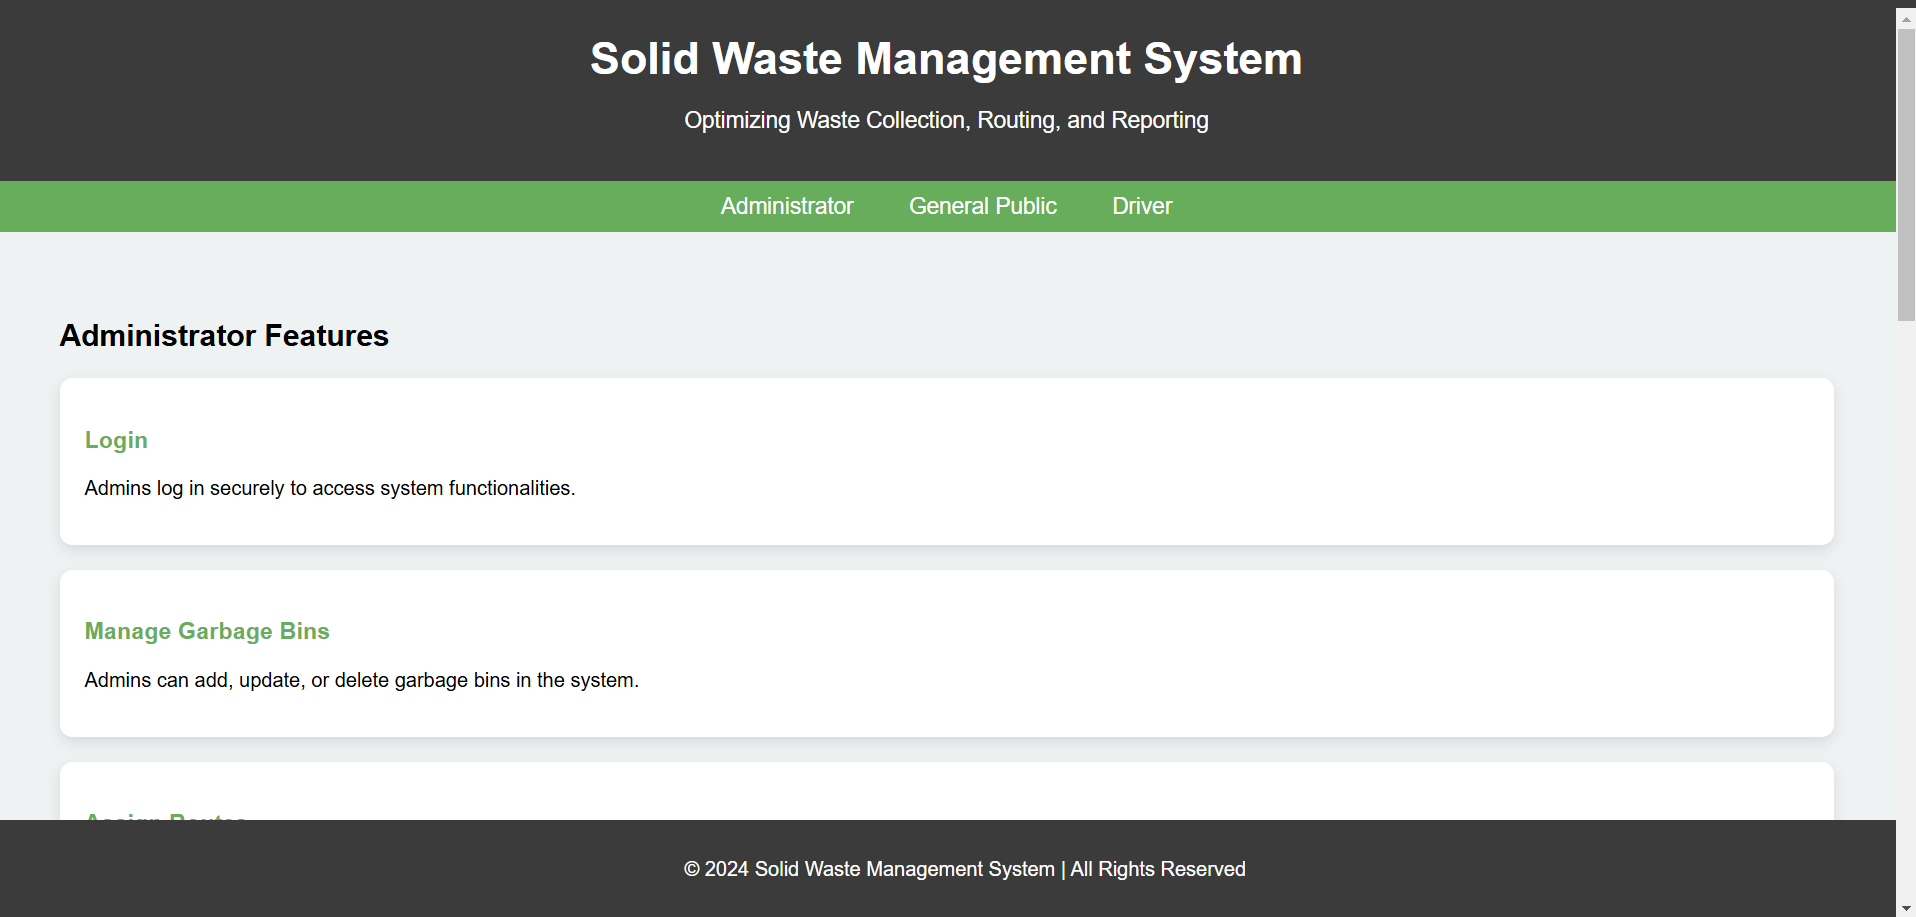 Solid Waste Management System
Optimizing Waste Collection, Routing, and Reporting
Administrator General Public Driver
Administrator Features
Login
Admins log in securely to access system functionalities.
Manage Garbage Bins
Admins can add, update, or delete garbage bins in the system.
Assign Routes
© 2024 Solid Waste Management System | All Rights Reserved